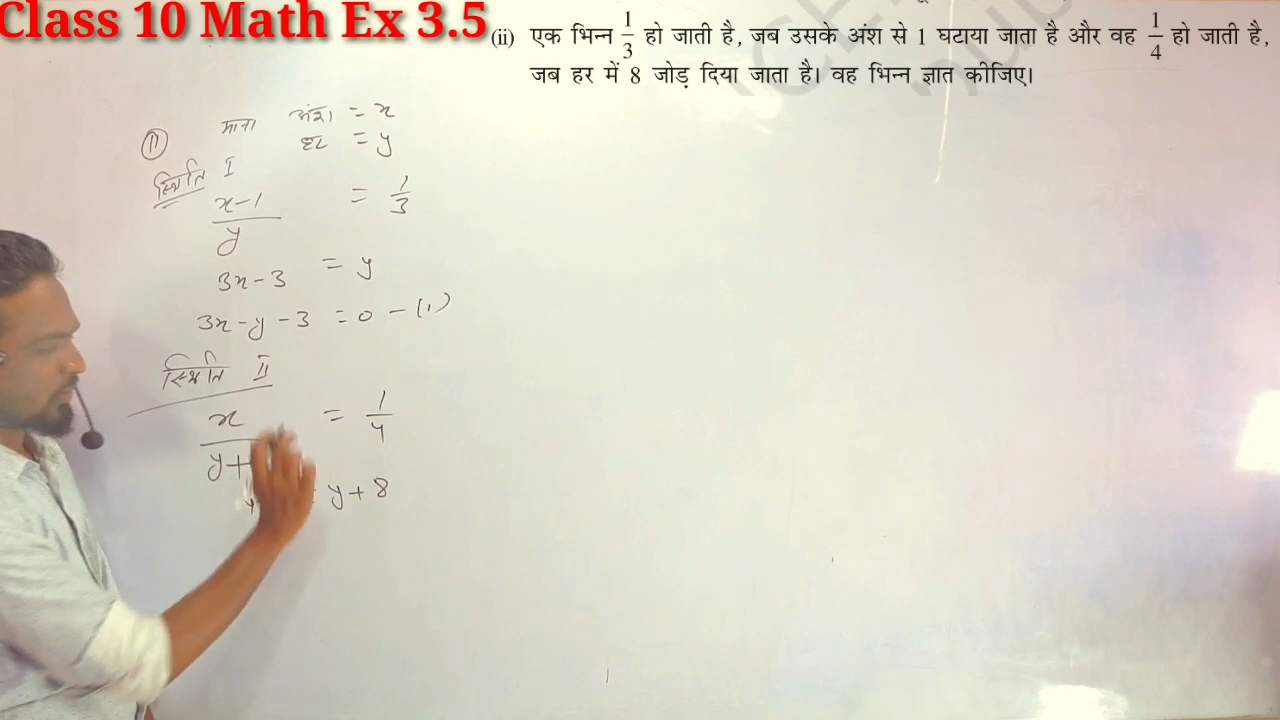 Class 10 Math Ex 3.5
(ii) एक भिन्न 1/3 हो जाती है, जब उसके अंश से 1 घटाया जाता है और वह 1/4 हो जाती है,
जब हर में 8 जोड़ दिया जाता है। वह भिन्न ज्ञात कीजिए।
(II) माना अंश = x
हर = y
स्थिति I
x-1/y = 1/3
3x-3 = y
3x-y-3 =0 -(1)
स्थिति II
x/y+ = 1/4
y+8